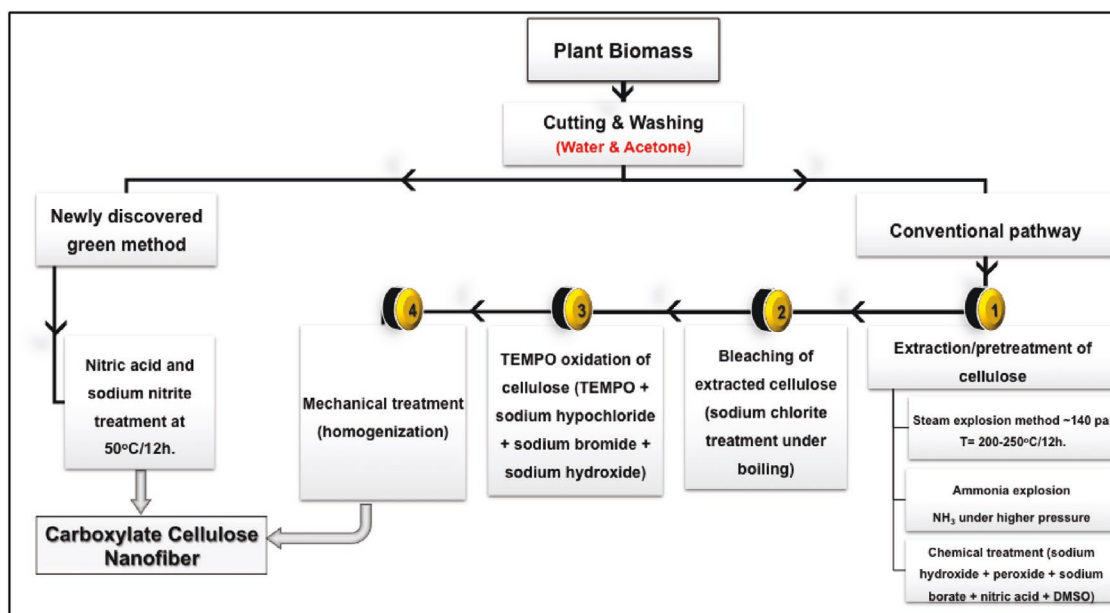 Plant Biomass
Cutting & Washing
(Water & Acetone)
Newly discovered
green method
Nitric acid and
sodium nitrite
treatment at
50°C/12h.
Carboxylate Cellulose
Nanofiber
Conventional pathway
1
Extraction/pretreatment of
cellulose
Steam explosion method ~140 pa
T= 200-250°C/12h.
Ammonia explosion
NH₃ under higher pressure
Chemical treatment (sodium
hydroxide + peroxide + sodium
borate + nitric acid + DMSO)
2
Bleaching of
extracted cellulose
(sodium chlorite
treatment under
boiling)
3
TEMPO oxidation of
cellulose (TEMPO +
sodium hypochloride
+ sodium bromide +
sodium hydroxide)
4
Mechanical treatment
(homogenization)